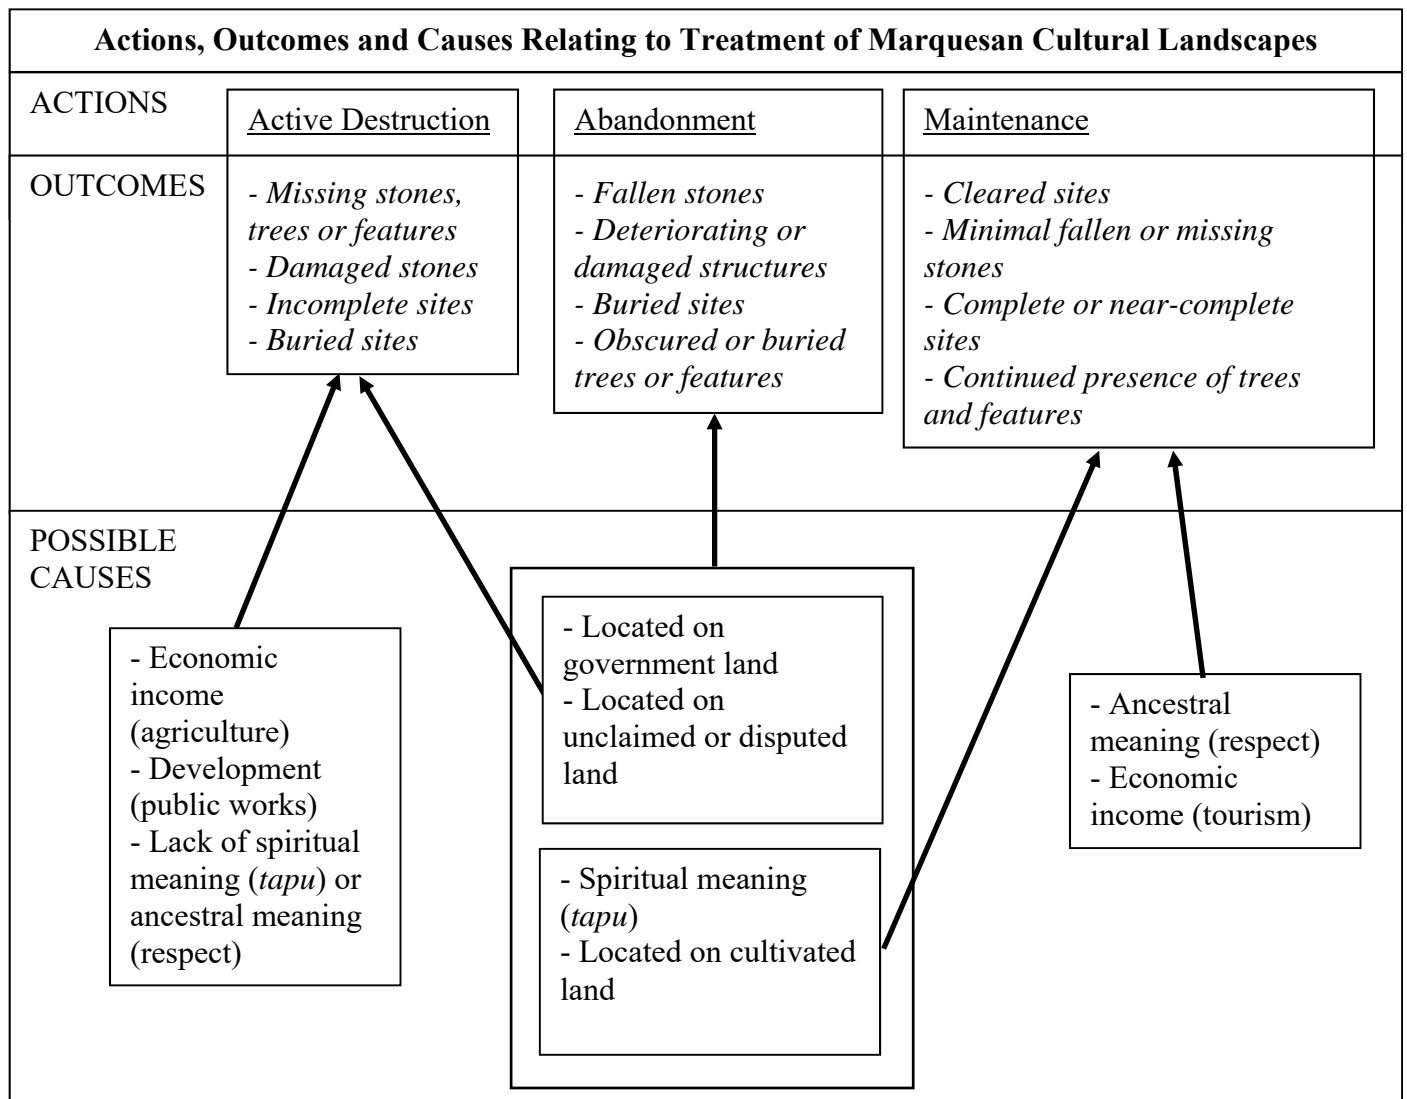 Actions, Outcomes and Causes Relating to Treatment of Marquesan Cultural Landscapes
ACTIONS
Active Destruction
Abandonment
Maintenance
OUTCOMES
- Missing stones,
trees or features
- Damaged stones
- Incomplete sites
- Buried sites
- Fallen stones
- Deteriorating or
damaged structures
- Buried sites
- Obscured or buried
trees or features
- Cleared sites
- Minimal fallen or missing
stones
- Complete or near-complete
sites
- Continued presence of trees
and features
POSSIBLE
CAUSES
- Economic
income
(agriculture)
- Development
(public works)
- Lack of spiritual
meaning (tapu) or
ancestral meaning
(respect)
- Located on
government land
- Located on
unclaimed or disputed
land
- Spiritual meaning
(tapu)
- Located on cultivated
land
- Ancestral
meaning (respect)
- Economic
income (tourism)